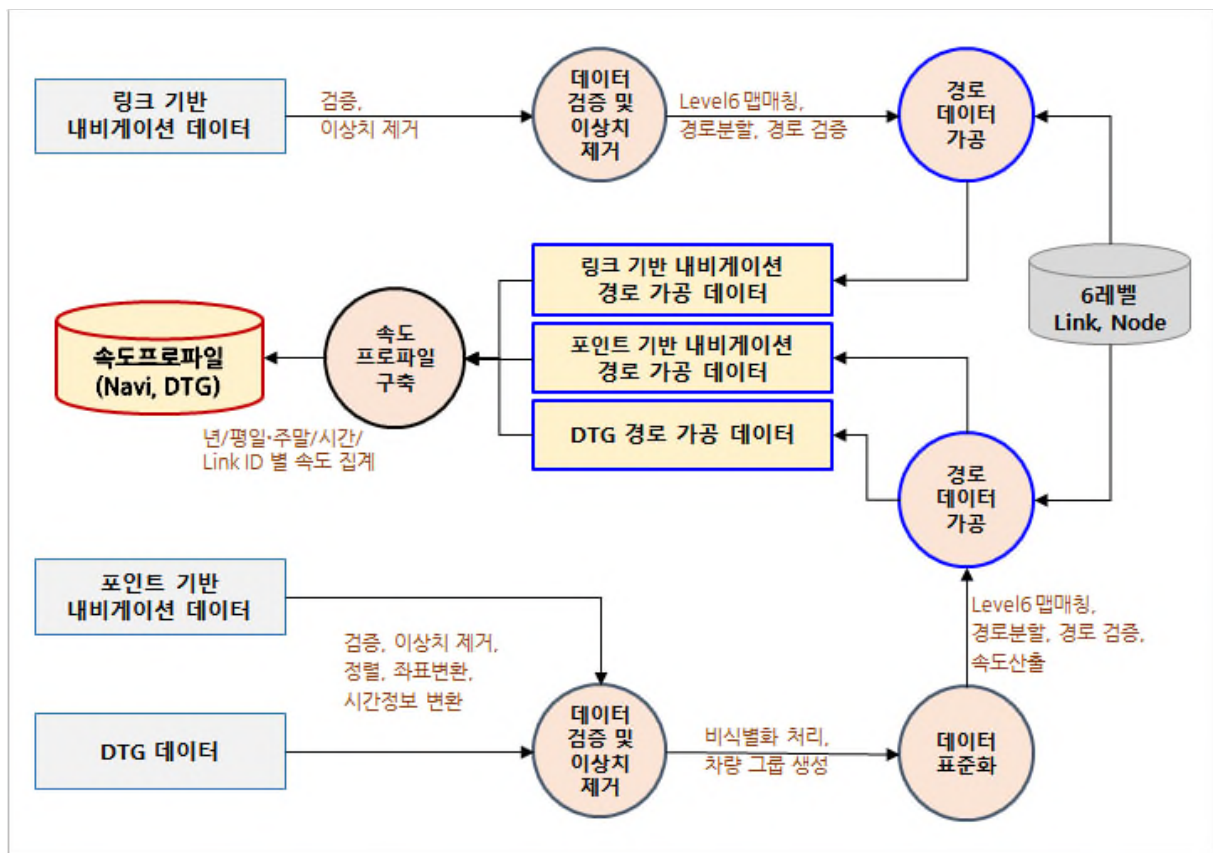 링크 기반
내비게이션 데이터
검증,
이상치 제거
데이터
검증 및
이상치
제거
Level6 맵매칭,
경로분할, 경로 검증
경로
데이터
가공
6레벨
Link, Node
링크 기반 내비게이션
경로 가공 데이터
포인트 기반 내비게이션
경로 가공 데이터
DTG 경로 가공 데이터
속도
프로파일
구축
속도프로파일
(Navi, DTG)
년/평일·주말/시간/
Link ID 별 속도 집계
경로
데이터
가공
포인트 기반
내비게이션 데이터
검증, 이상치 제거,
정렬, 좌표변환,
시간정보 변환
DTG 데이터
데이터
검증 및
이상치
제거
비식별화 처리,
차량 그룹 생성
데이터
표준화
Level6 맵매칭,
경로분할, 경로 검증,
속도산출